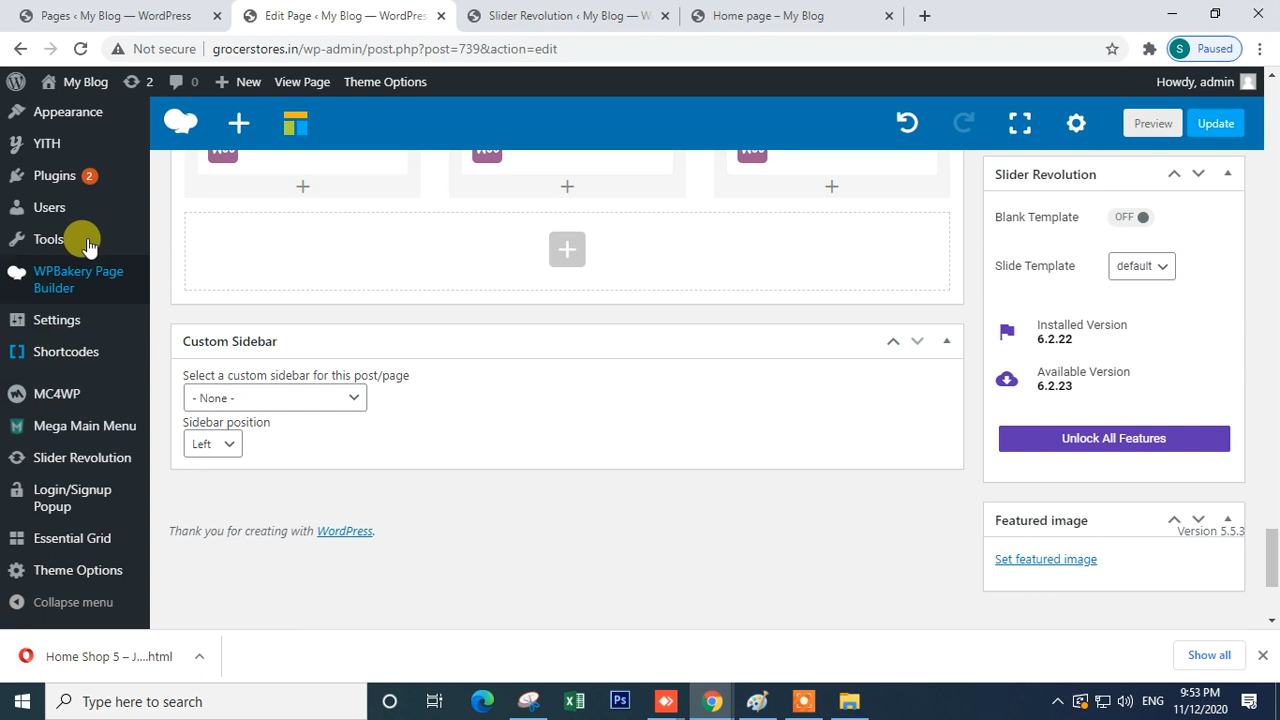 Pages ‹ My Blog — WordPress
Edit Page ‹ My Blog — WordPres
Slider Revolution ‹ My Blog — W
Home page – My Blog
Not secure
grocerstores.in/wp-admin/post.php?post=739&action=edit
S Paused
My Blog
2
0
New
View Page
Theme Options
Howdy, admin
Appearance
YITH
Plugins 2
Users
Tools
WPBakery Page
Builder
Settings
Shortcodes
MC4WP
Mega Main Menu
Slider Revolution
Login/Signup
Popup
Essential Grid
Theme Options
Collapse menu
Preview
Update
Custom Sidebar
Select a custom sidebar for this post/page
- None -
Sidebar position
Left
Thank you for creating with WordPress.
Slider Revolution
Blank Template
OFF
Slide Template
default
Installed Version
6.2.22
Available Version
6.2.23
Unlock All Features
Featured image
Version 5.5.3
Set featured image
Home Shop 5 – J....html
Show all
Type here to search
ENG
9:53 PM
11/12/2020